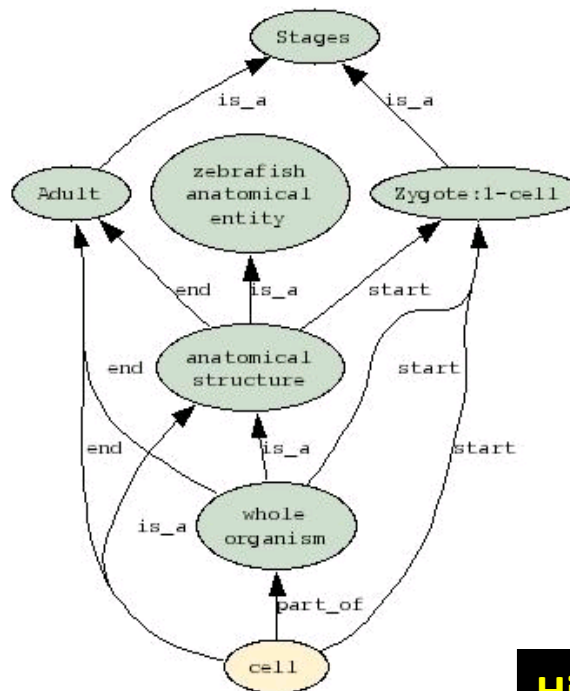 Stages
is_a
is_a
Adult
zebrafish
anatomical
entity
Zygote:1-cell
end
is_a
start
anatomical
structure
end
start
end
is_a
start
is_a
whole
organism
part_of
cell